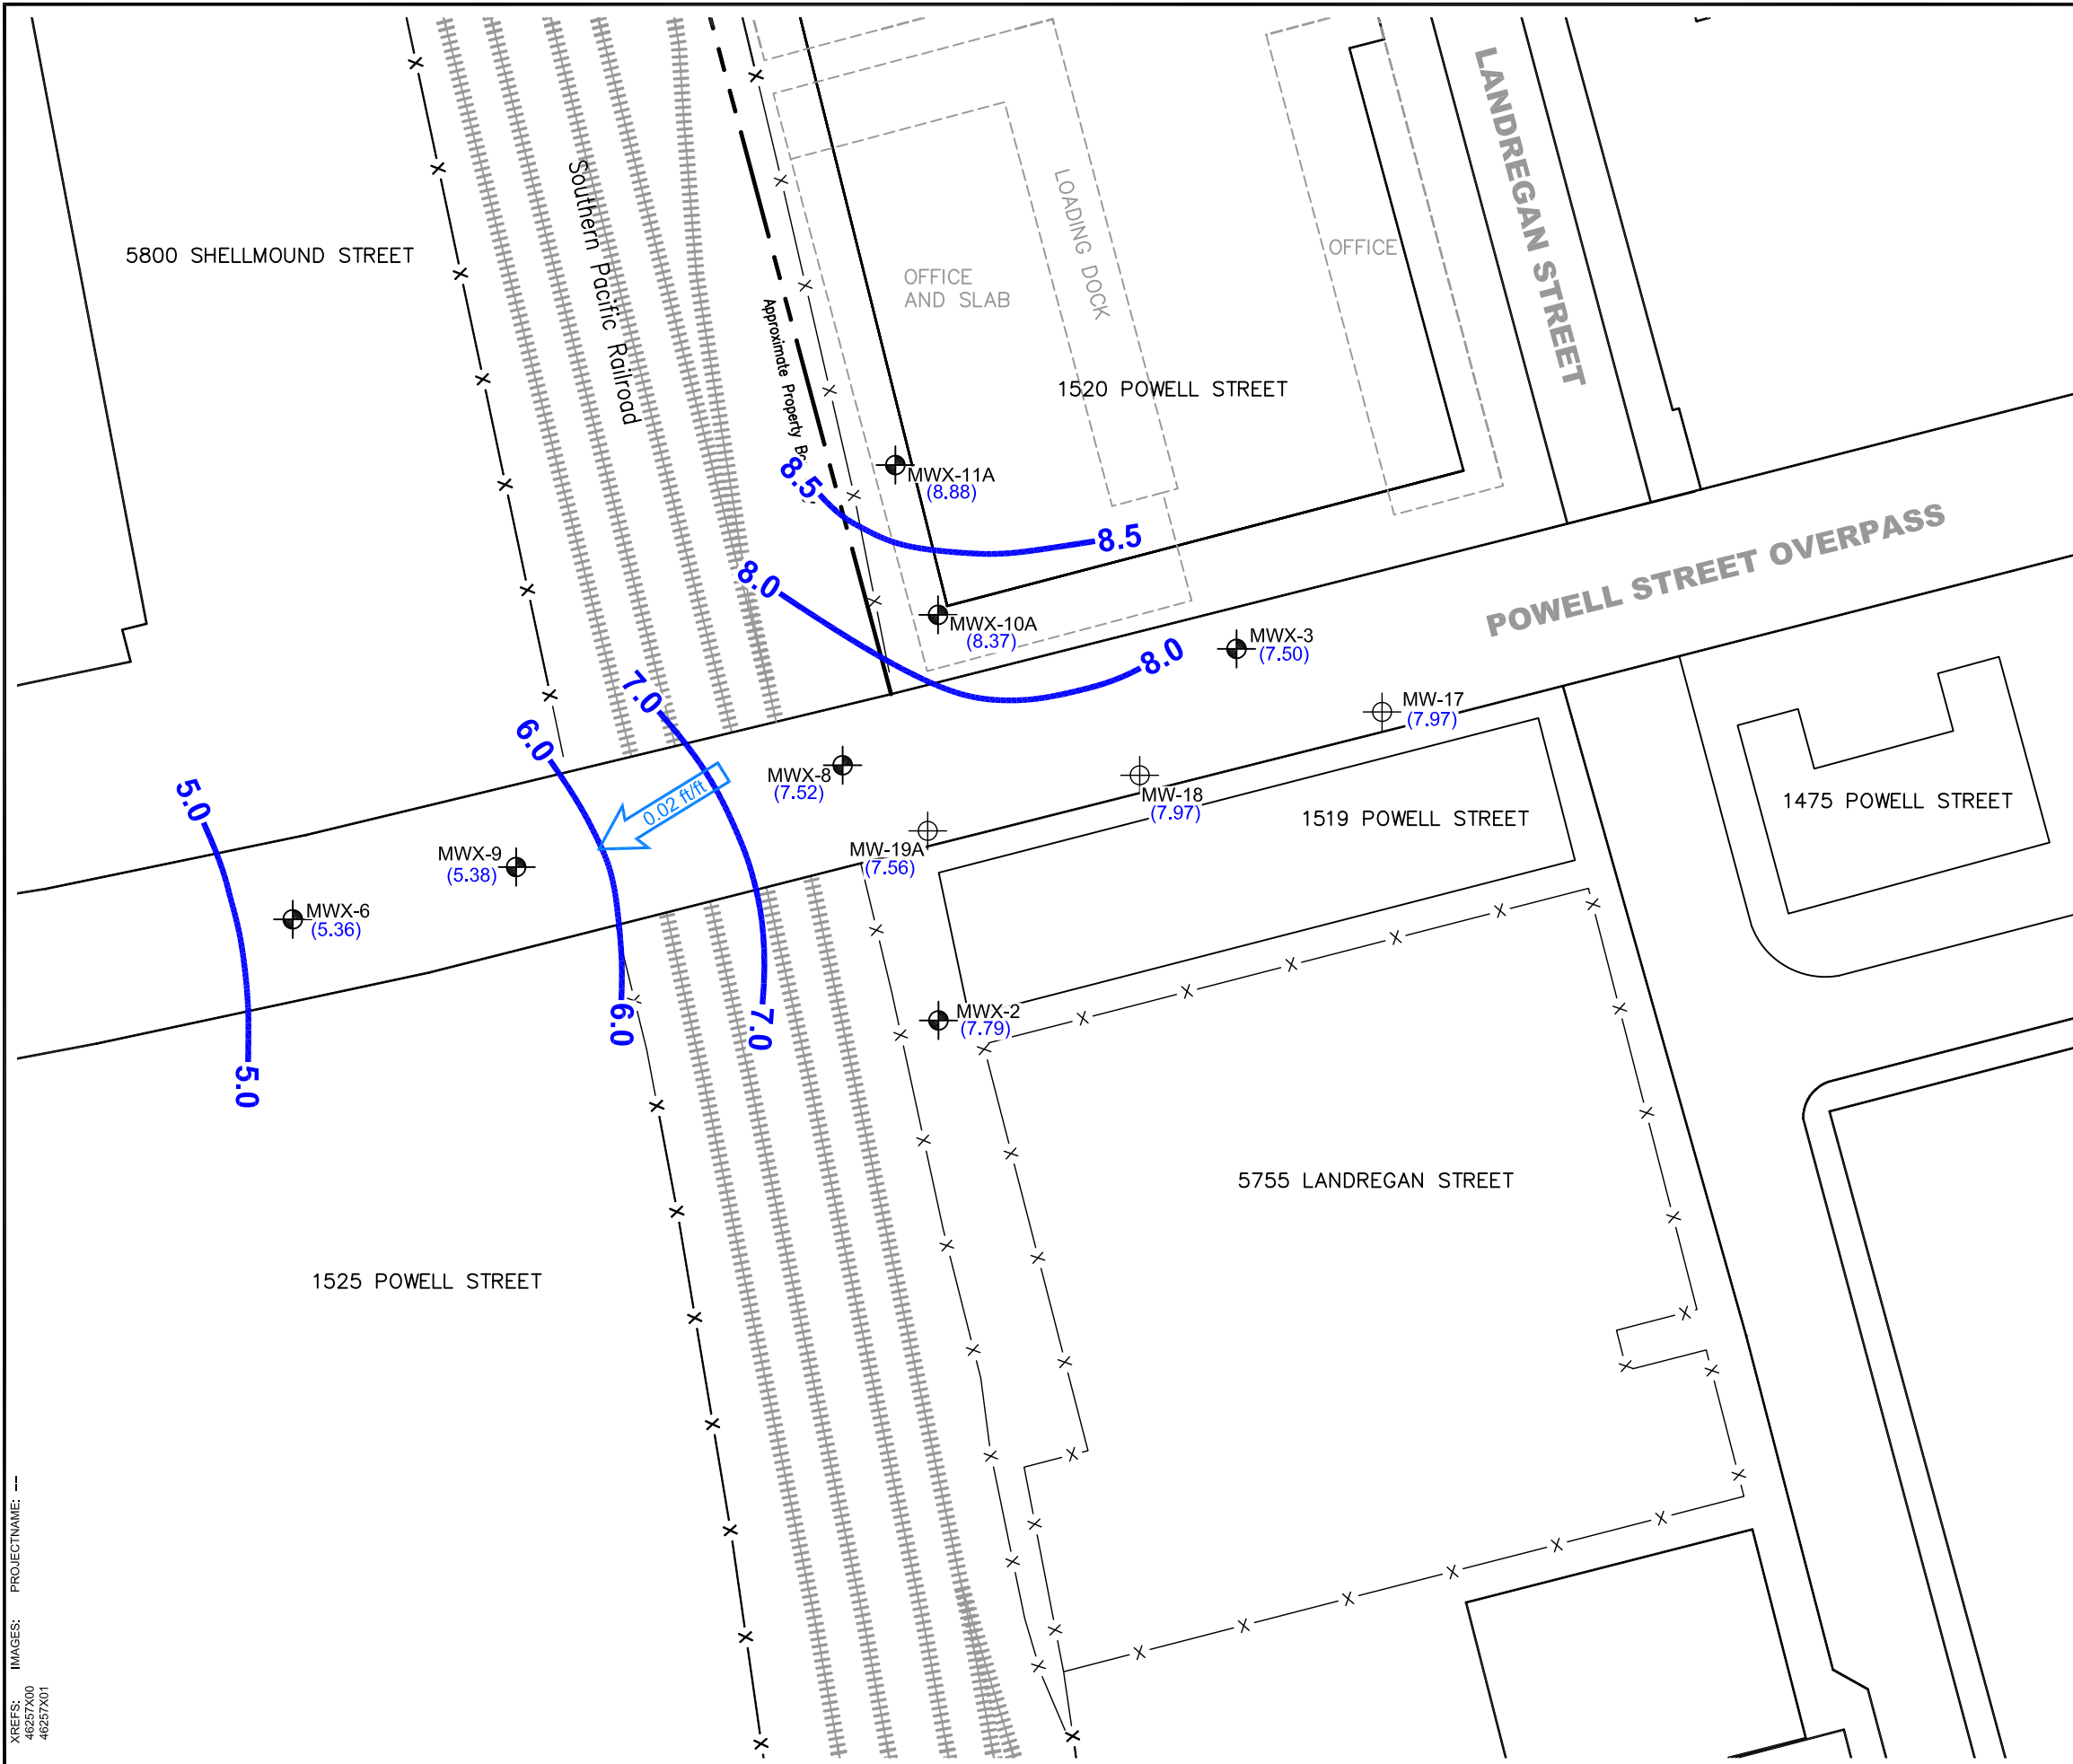 LANDREGAN STREET
Southern Pacific Railroad
5800 SHELLMOUND STREET
LOADING DOCK
OFFICE
OFFICE
AND SLAB
Approximate Property
1520 POWELL STREET
MWX-11A
(8.88)
8.5
8.5
POWELL STREET OVERPASS
8.0
MWX-10A
(8.37)
MWX-3
(7.50)
8.0
7.0
MW-17
(7.97)
6.0
MWX-8
(7.52)
0.02 ft/ft
5.0
MW-18
(7.97)
1475 POWELL STREET
1519 POWELL STREET
MW-19A
(7.56)
MWX-9
(5.38)
MWX-6
(5.36)
MWX-2
(7.79)
6.0
7.0
5.0
5755 LANDREGAN STREET
1525 POWELL STREET
XREFS: IMAGES: PROJECTNAME: --
46257X00
46257X01